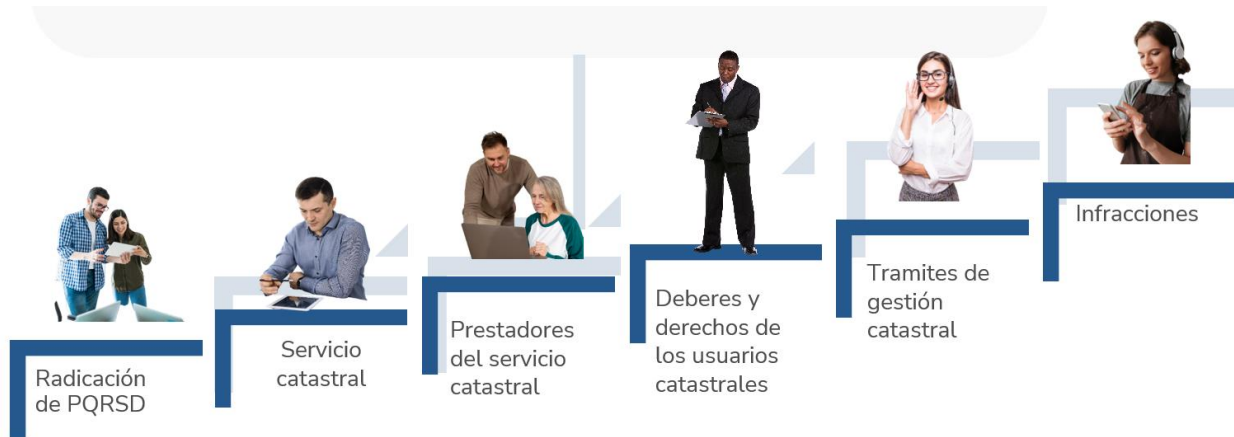 Radicación
de PQRSD
Servicio
catastral
Prestadores
del servicio
catastral
Deberes y
derechos de
los usuarios
catastrales
Tramites de
gestión
catastral
Infracciones